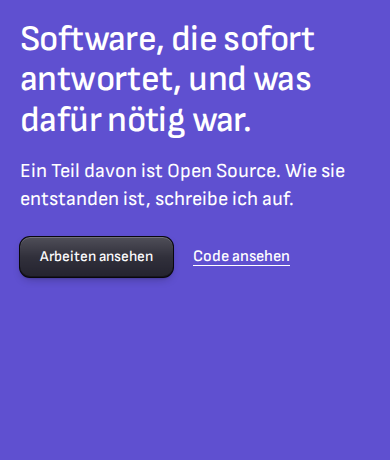 Software, die sofort
antwortet, und was
dafür nötig war.
Ein Teil davon ist Open Source. Wie sie
entstanden ist, schreibe ich auf.
Arbeiten ansehen
Code ansehen